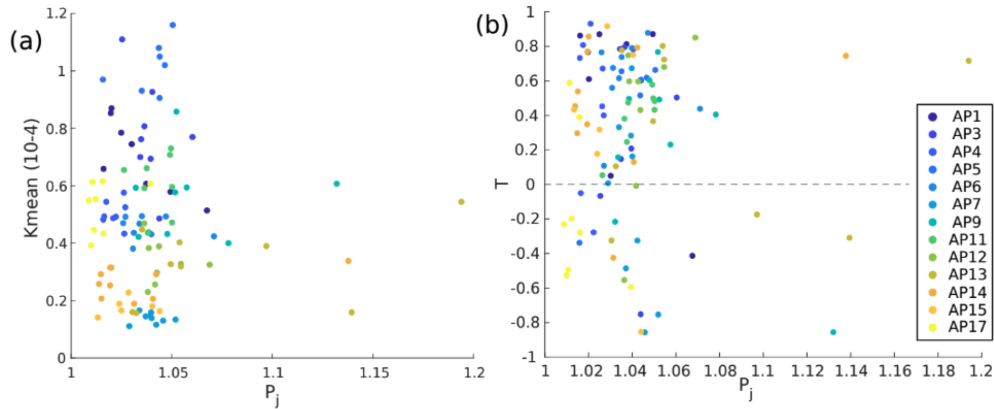 (a)
Kmean (10-4)
1.2
1
0.8
0.6
0.4
0.2
0
1
1.05
1.1
1.15
1.2
P_j
(b)
T
1
0.8
0.6
0.4
0.2
0
-0.2
-0.4
-0.6
-0.8
-1
1
1.02
1.04
1.06
1.08
1.1
1.12
1.14
1.16
1.18
1.2
P_j
AP1
AP3
AP4
AP5
AP6
AP7
AP9
AP11
AP12
AP13
AP14
AP15
AP17